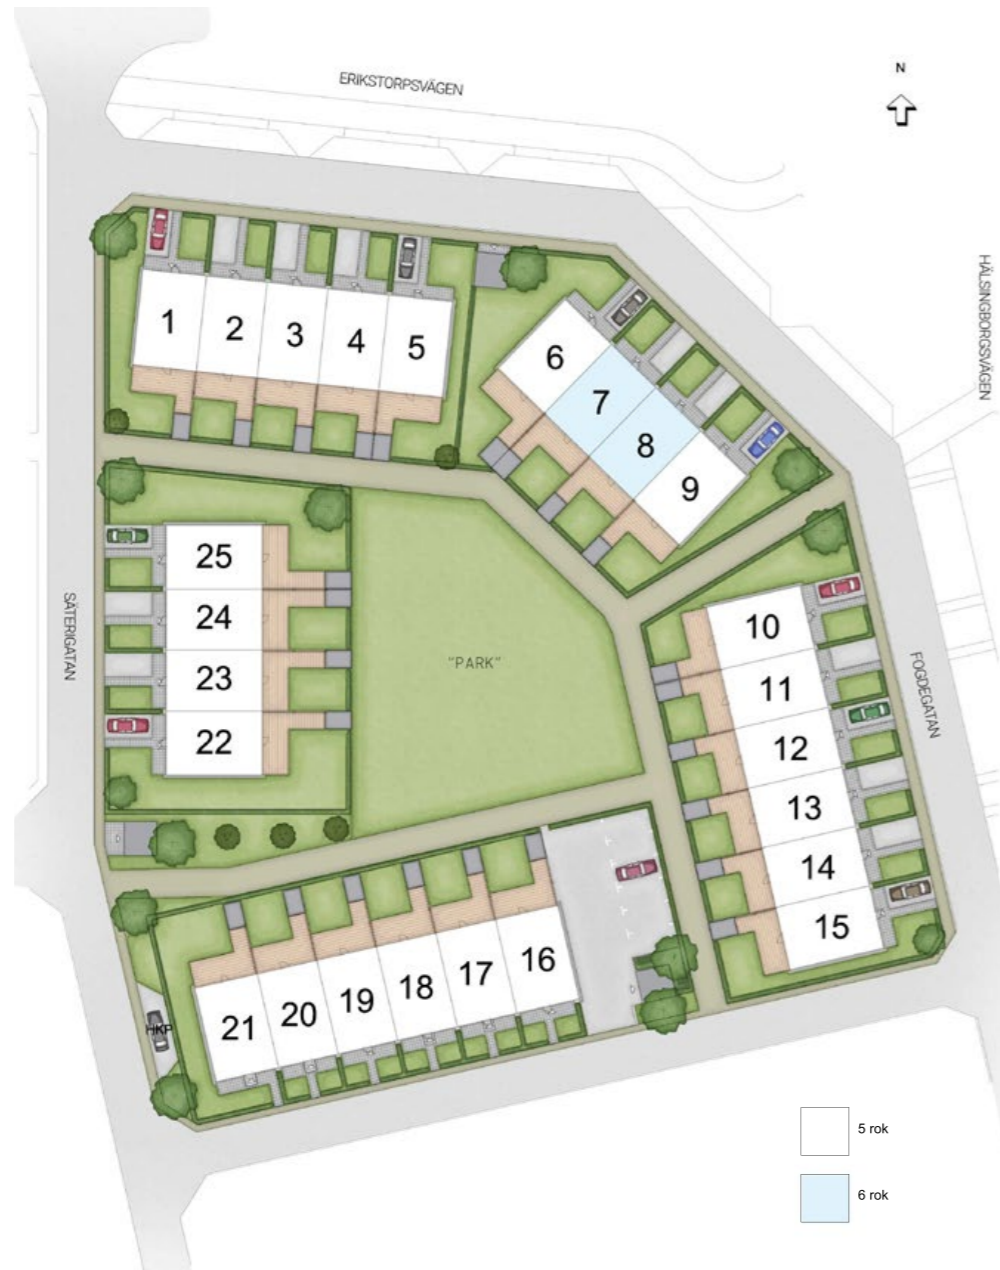 ERIKSTORPSVÄGEN
N
HÄLSINGBORGSVÄGEN
1
2
3
4
5
6
7
8
9
25
24
23
22
SÄTERIGATAN
"PARK"
10
11
12
13
14
15
FOGDEGATAN
21
20
19
18
17
16
HKP
5 rok
6 rok